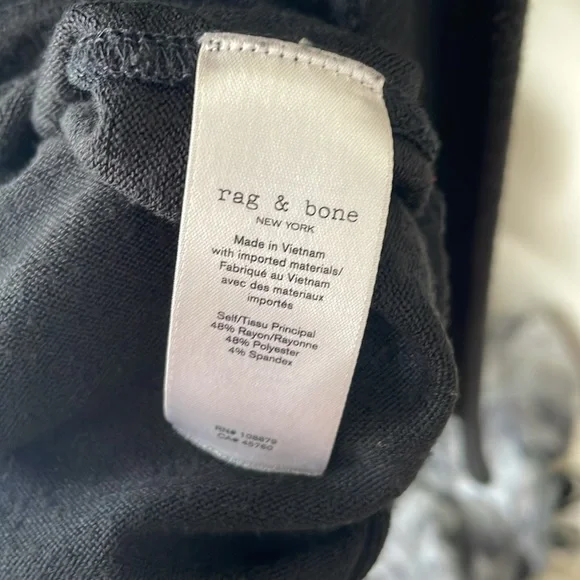 rag & bone
NEW YORK
Made in Vietnam
with imported materials/
Fabriqué au Vietnam
avec des materiaux
importés
Self/Tissu Principal
48% Rayon/Rayonne
48% Polyester
4% Spandex
RN# 108875
CA# 45760